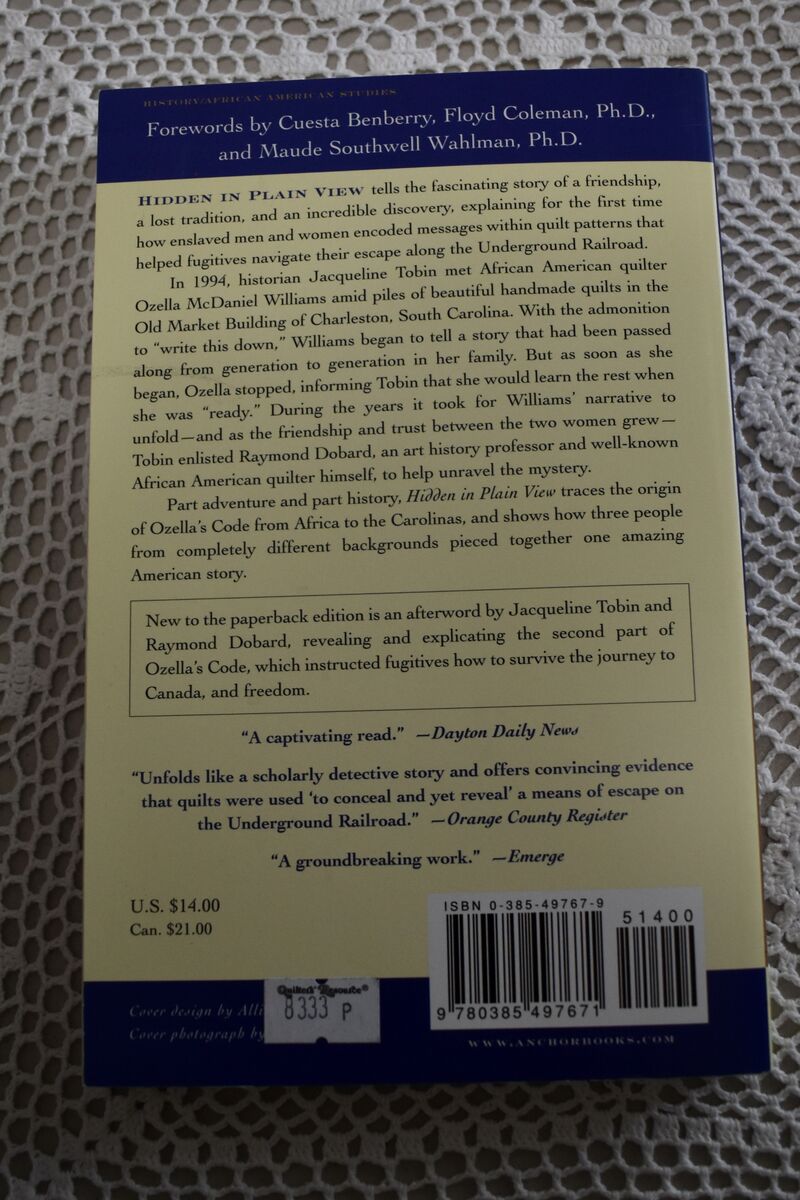 HISTORY/AFRICAN AMERICAN STUDIES
Forewords by Cuesta Benberry, Floyd Coleman, Ph.D.,
and Maude Southwell Wahlman, Ph.D.
HIDDEN IN PLAIN VIEW tells the fascinating story of a friendship,
a lost tradition, and an incredible discovery, explaining for the first time
how enslaved men and women encoded messages within quilt patterns that
helped fugitives navigate their escape along the Underground Railroad.
In 1994, historian Jacqueline Tobin met African American quilter
Ozella McDaniel Williams amid piles of beautiful handmade quilts in the
Old Market Building of Charleston, South Carolina. With the admonition
to “write this down,” Williams began to tell a story that had been passed
along from generation to generation in her family. But as soon as she
began, Ozella stopped, informing Tobin that she would learn the rest when
she was “ready.” During the years it took for Williams’ narrative to
unfold—and as the friendship and trust between the two women grew—
Tobin enlisted Raymond Dobard, an art history professor and well-known
African American quilter himself, to help unravel the mystery.
Part adventure and part history, Hidden in Plain View traces the origin
of Ozella’s Code from Africa to the Carolinas, and shows how three people
from completely different backgrounds pieced together one amazing
American story.
New to the paperback edition is an afterword by Jacqueline Tobin and
Raymond Dobard, revealing and explicating the second part of
Ozella’s Code, which instructed fugitives how to survive the journey to
Canada, and freedom.
“A captivating read.” —Dayton Daily News
“Unfolds like a scholarly detective story and offers convincing evidence
that quilts were used ‘to conceal and yet reveal’ a means of escape on
the Underground Railroad.” —Orange County Register
“A groundbreaking work.” —Emerge
U.S. $14.00
Can. $21.00
ISBN 0-385-49767-9
51400
9 780385 497671
Quilters' Resource®
8333 P
Cover design by Alli
Cover photograph by
WWW.ANCHORBOOKS.COM